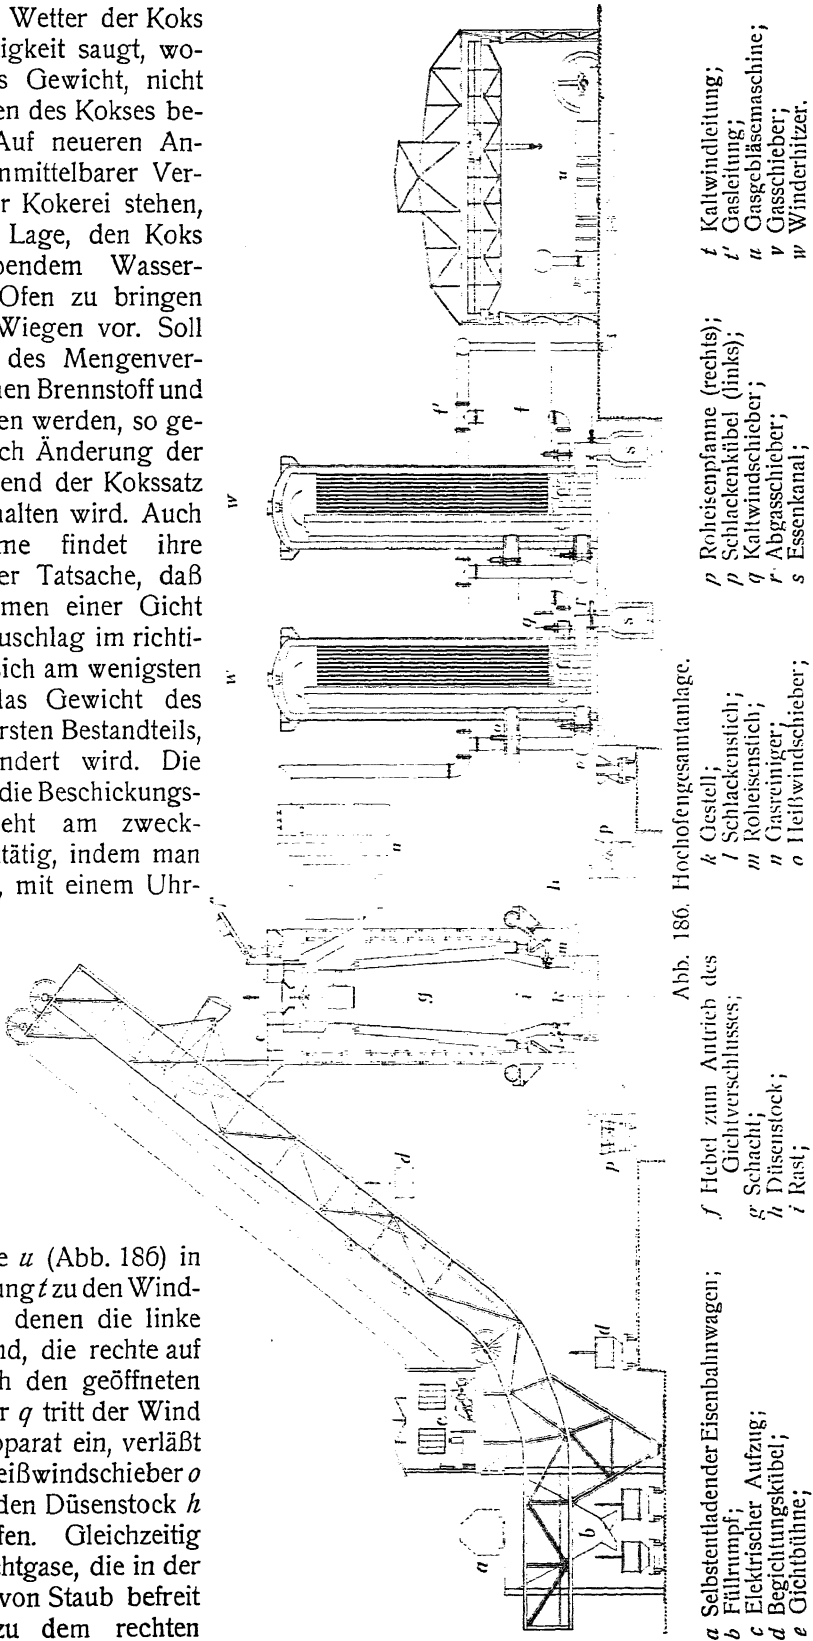 Wetter der Koks
igkeit saugt, wo-
s Gewicht, nicht
en des Kokses be-
Auf neueren An-
nmittelbarer Ver-
r Kokerei stehen,
Lage, den Koks
bendem Wasser-
Ofen zu bringen
Wiegen vor. Soll
des Mengenver-
hen Brennstoff und
en werden, so ge-
ch Änderung der
end der Kokssatz
halten wird. Auch
me findet ihre
er Tatsache, daß
men einer Gicht
uschlag im richti-
sich am wenigsten
das Gewicht des
rsten Bestandteils,
ndert wird. Die
die Beschickungs-
eht am zweck-
tätig, indem man
, mit einem Uhr-
e u (Abb. 186) in
ung t zu den Wind-
denen die linke
nd, die rechte auf
h den geöffneten
r q tritt der Wind
pparat ein, verläßt
eißwindschieber o
den Düsenstock h
fen. Gleichzeitig
chtgase, die in der
von Staub befreit
zu dem rechten
a
b
c
d
d
e
p
g
i
k
l
m
h
n
p
o
w
w
q
r
s
s
t'
t
u
Abb. 186. Hochofengesamtanlage.
a Selbstentladender Eisenbahnwagen;
b Füllrumpf;
c Elektrischer Aufzug;
d Begichtungskübel;
e Gichtbühne;
f Hebel zum Antrieb des
Gichtverschlusses;
g Schacht;
h Düsenstock;
i Rast;
k Gestell;
l Schlackenstich;
m Roheisenstich;
n Gasreiniger;
o Heißwindschieber;
p Roheisenpfanne (rechts);
p Schlackenkübel (links);
q Kaltwindschieber;
r Abgasschieber;
s Essenkanal;
t Kaltwindleitung;
t' Gasleitung;
u Gasgebläsemaschine;
v Gasschieber;
w Winderhitzer.